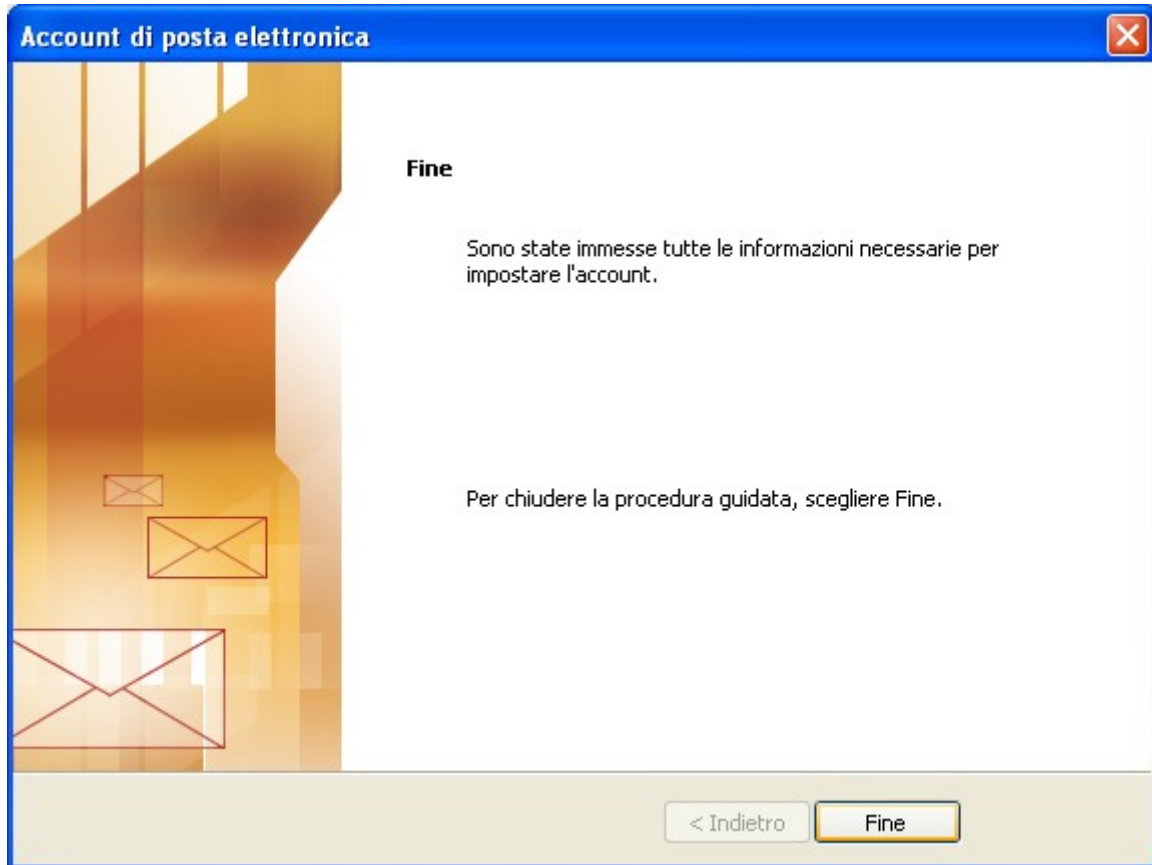 Account di posta elettronica
Fine
Sono state immesse tutte le informazioni necessarie per
impostare l'account.
Per chiudere la procedura guidata, scegliere Fine.
< Indietro
Fine